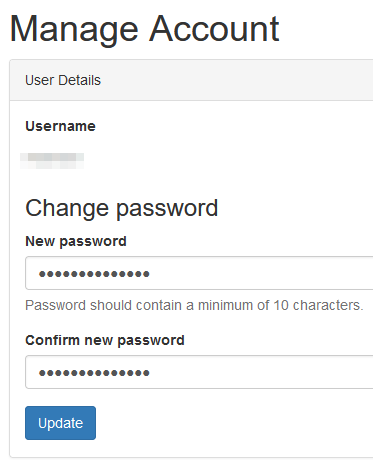 Manage Account
User Details
Username
Change password
New password
●●●●●●●●●●●●●●
Password should contain a minimum of 10 characters.
Confirm new password
●●●●●●●●●●●●●●
Update